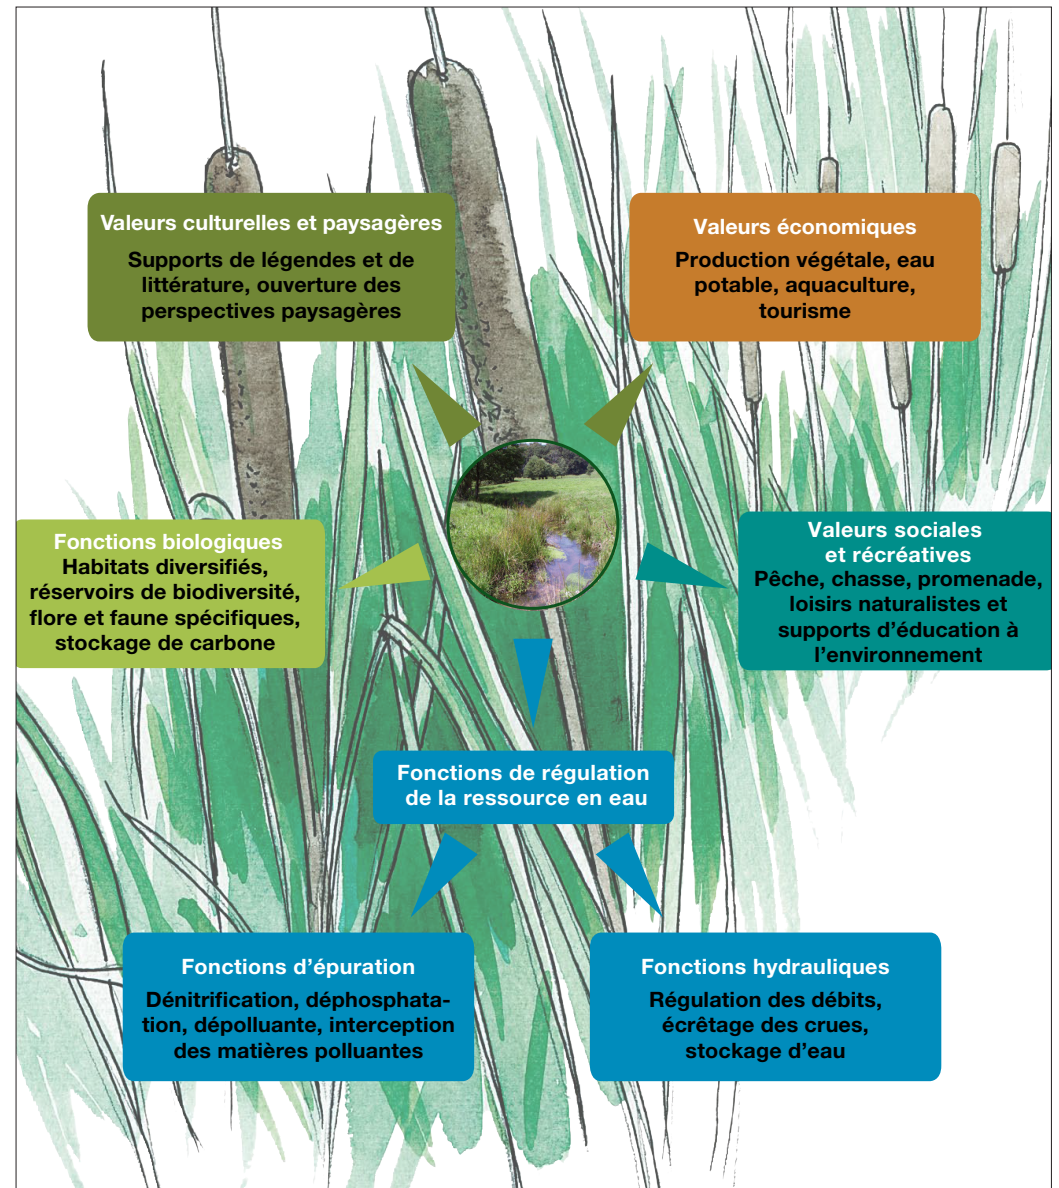 Valeurs culturelles et paysagères
Supports de légendes et de
littérature, ouverture des
perspectives paysagères
Valeurs économiques
Production végétale, eau
potable, aquaculture,
tourisme
Fonctions biologiques
Habitats diversifiés,
réservoirs de biodiversité,
flore et faune spécifiques,
stockage de carbone
Valeurs sociales
et récréatives
Pêche, chasse, promenade,
loisirs naturalistes et
supports d’éducation à
l’environnement
Fonctions de régulation
de la ressource en eau
Fonctions d’épuration
Dénitrification, déphosphata-
tion, dépolluante, interception
des matières polluantes
Fonctions hydrauliques
Régulation des débits,
écrêtage des crues,
stockage d’eau